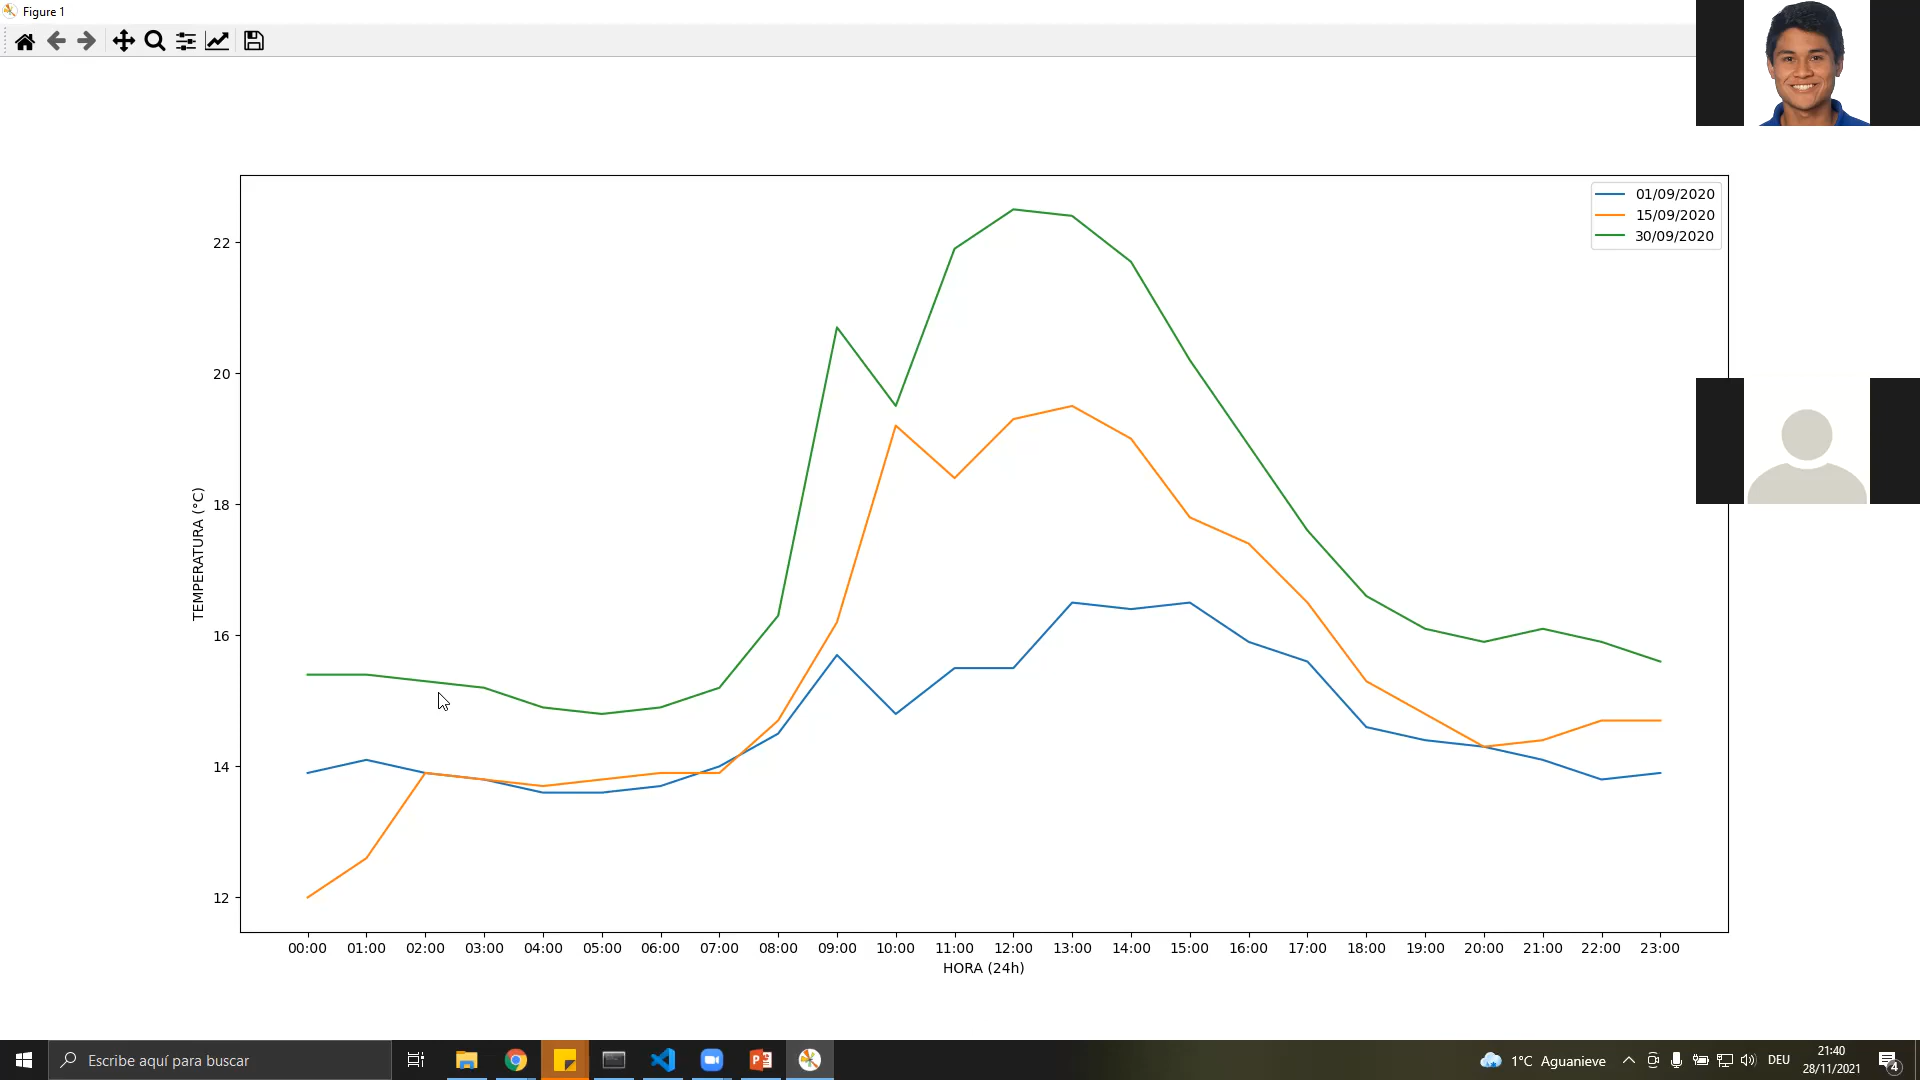 Figure 1
01/09/2020
15/09/2020
30/09/2020
22
20
18
16
14
12
TEMPERATURA (°C)
00:00 01:00 02:00 03:00 04:00 05:00 06:00 07:00 08:00 09:00 10:00 11:00 12:00 13:00 14:00 15:00 16:00 17:00 18:00 19:00 20:00 21:00 22:00 23:00
HORA (24h)
Escribe aquí para buscar
1°C Aguanieve
DEU
21:40
28/11/2021
4